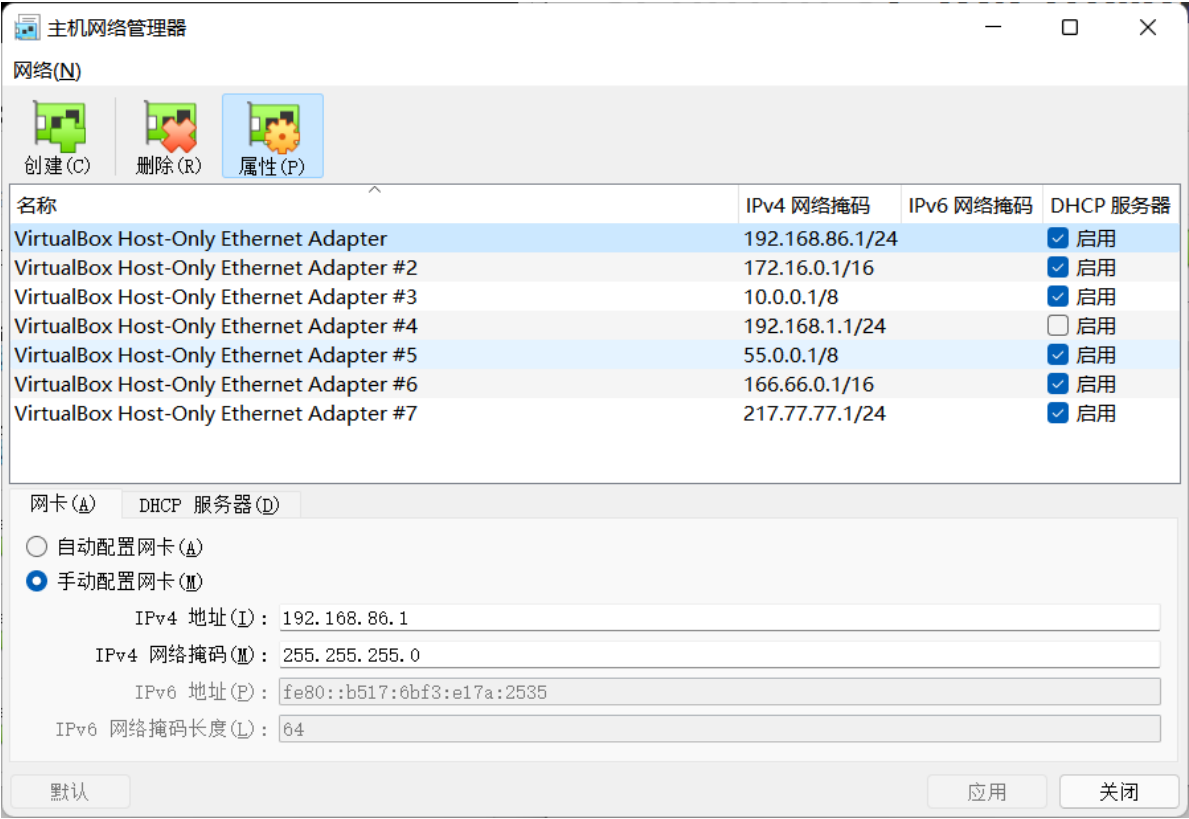 主机网络管理器
网络(N)
创建(C) 删除(R) 属性(P)
名称 IPv4 网络掩码 IPv6 网络掩码 DHCP 服务器
VirtualBox Host-Only Ethernet Adapter 192.168.86.1/24 启用
VirtualBox Host-Only Ethernet Adapter #2 172.16.0.1/16 启用
VirtualBox Host-Only Ethernet Adapter #3 10.0.0.1/8 启用
VirtualBox Host-Only Ethernet Adapter #4 192.168.1.1/24 启用
VirtualBox Host-Only Ethernet Adapter #5 55.0.0.1/8 启用
VirtualBox Host-Only Ethernet Adapter #6 166.66.0.1/16 启用
VirtualBox Host-Only Ethernet Adapter #7 217.77.77.1/24 启用
网卡(A) DHCP 服务器(D)
自动配置网卡(A)
手动配置网卡(M)
IPv4 地址(I): 192.168.86.1
IPv4 网络掩码(M): 255.255.255.0
IPv6 地址(P): fe80::b517:6bf3:e17a:2535
IPv6 网络掩码长度(L): 64
默认 应用 关闭